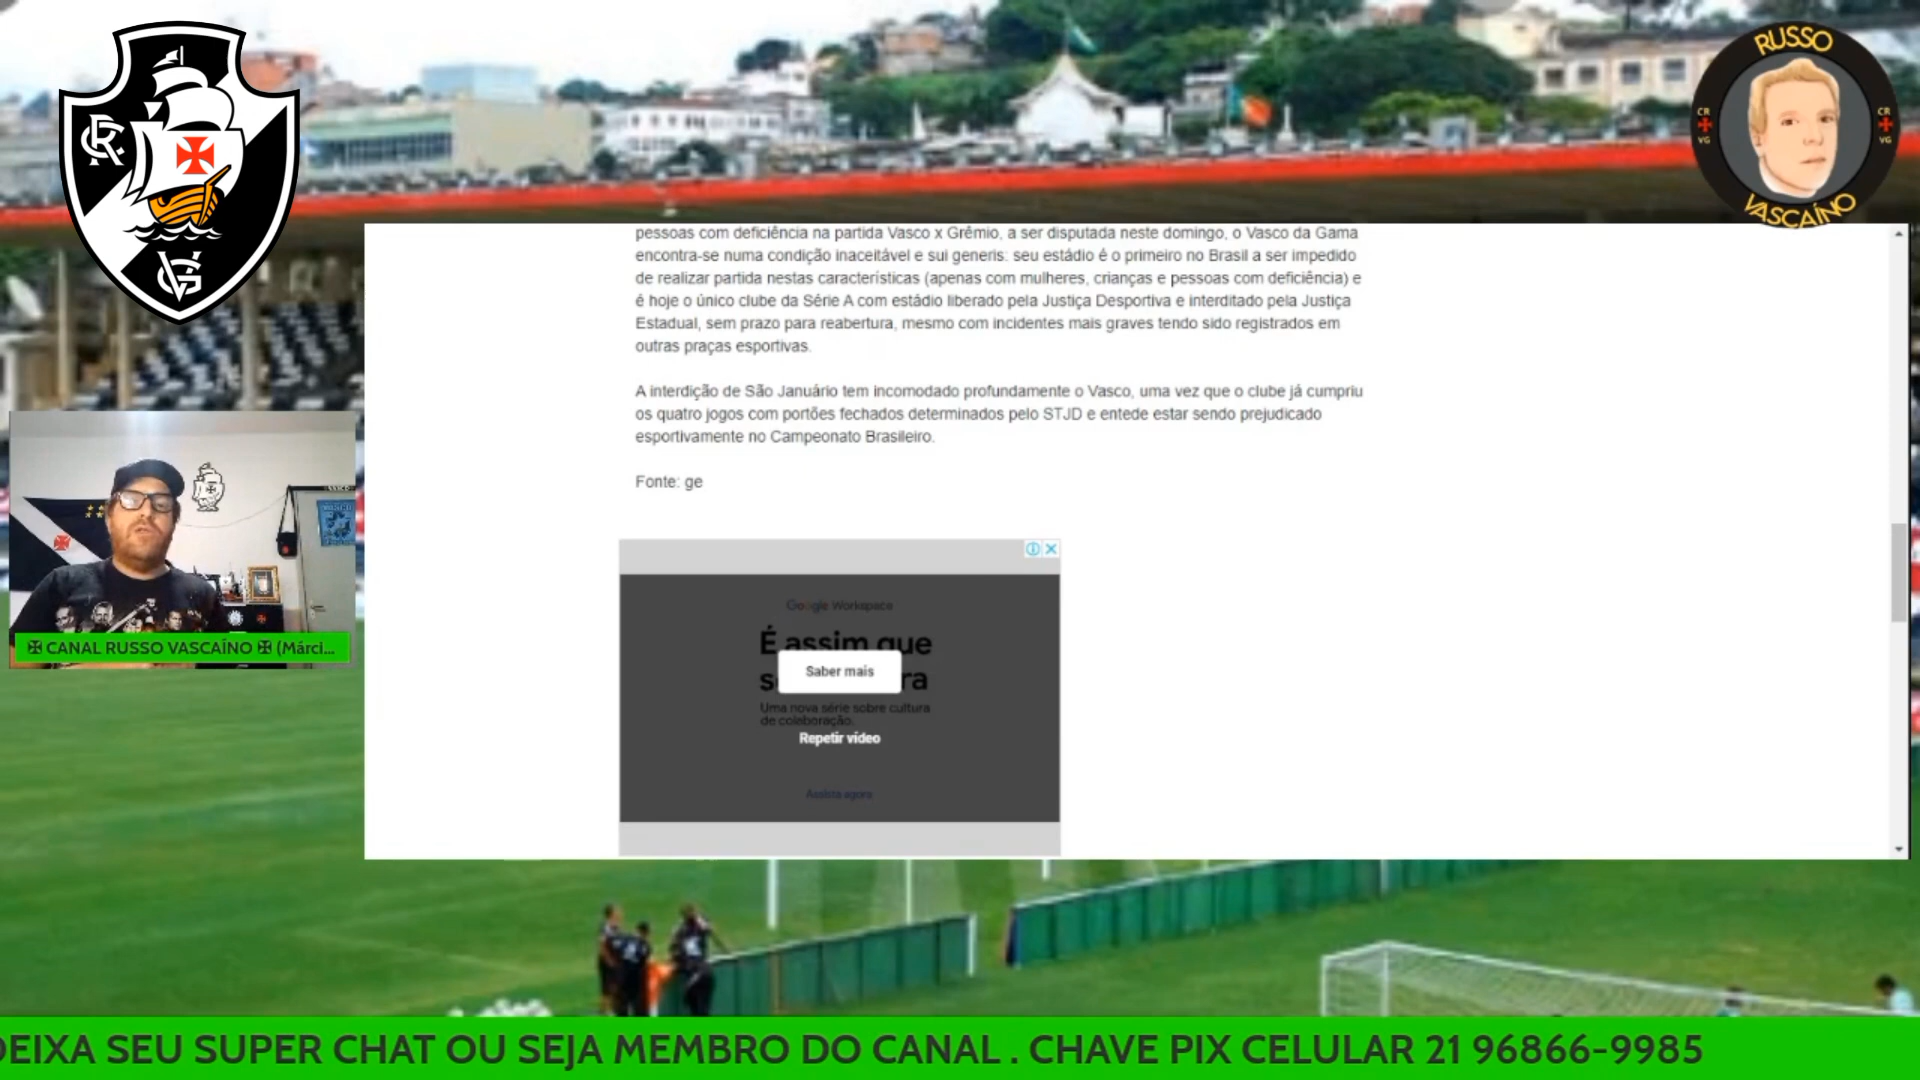 RUSSO
CR
VG
CR
VG
VASCAÍNO
pessoas com deficiência na partida Vasco x Grêmio, a ser disputada neste domingo, o Vasco da Gama
encontra-se numa condição inaceitável e sui generis: seu estádio é o primeiro no Brasil a ser impedido
de realizar partida nestas características (apenas com mulheres, crianças e pessoas com deficiência) e
é hoje o único clube da Série A com estádio liberado pela Justiça Desportiva e interditado pela Justiça
Estadual, sem prazo para reabertura, mesmo com incidentes mais graves tendo sido registrados em
outras praças esportivas.
A interdição de São Januário tem incomodado profundamente o Vasco, uma vez que o clube já cumpriu
os quatro jogos com portões fechados determinados pelo STJD e entede estar sendo prejudicado
esportivamente no Campeonato Brasileiro.
Fonte: ge
Google Workspace
É assim que
Saber mais
Uma nova série sobre cultura
de colaboração.
Repetir vídeo
Assista agora
✠ CANAL RUSSO VASCAÍNO ✠ (Márci...
DEIXA SEU SUPER CHAT OU SEJA MEMBRO DO CANAL . CHAVE PIX CELULAR 21 96866-9985